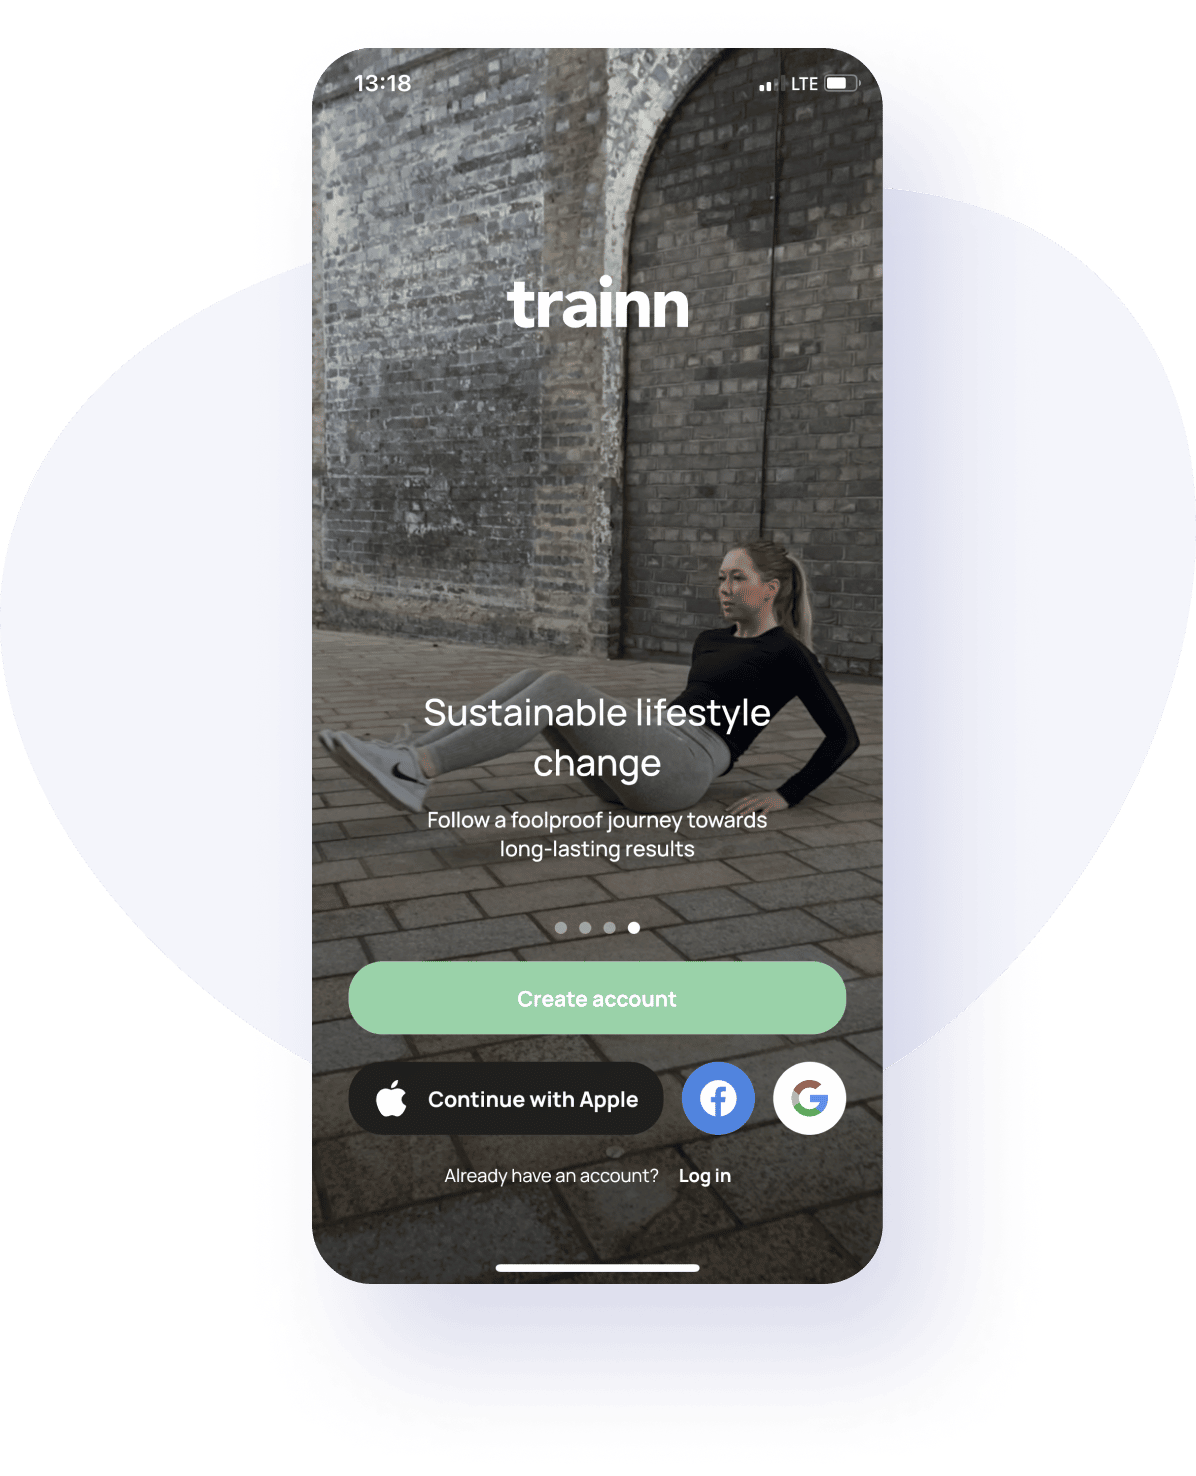 13:18
LTE
trainn
Sustainable lifestyle
change
Follow a foolproof journey towards
long-lasting results
Create account
Continue with Apple
Already have an account? Log in